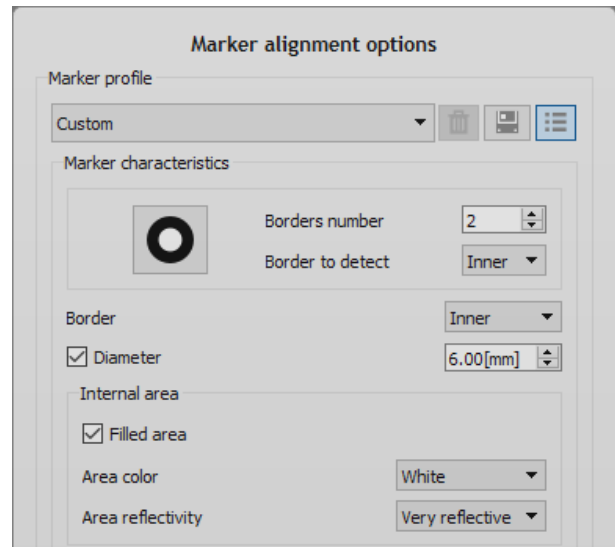 Marker alignment options
Marker profile
Custom
Marker characteristics
Borders number 2
Border to detect Inner
Border Inner
Diameter 6.00[mm]
Internal area
Filled area
Area color White
Area reflectivity Very reflective